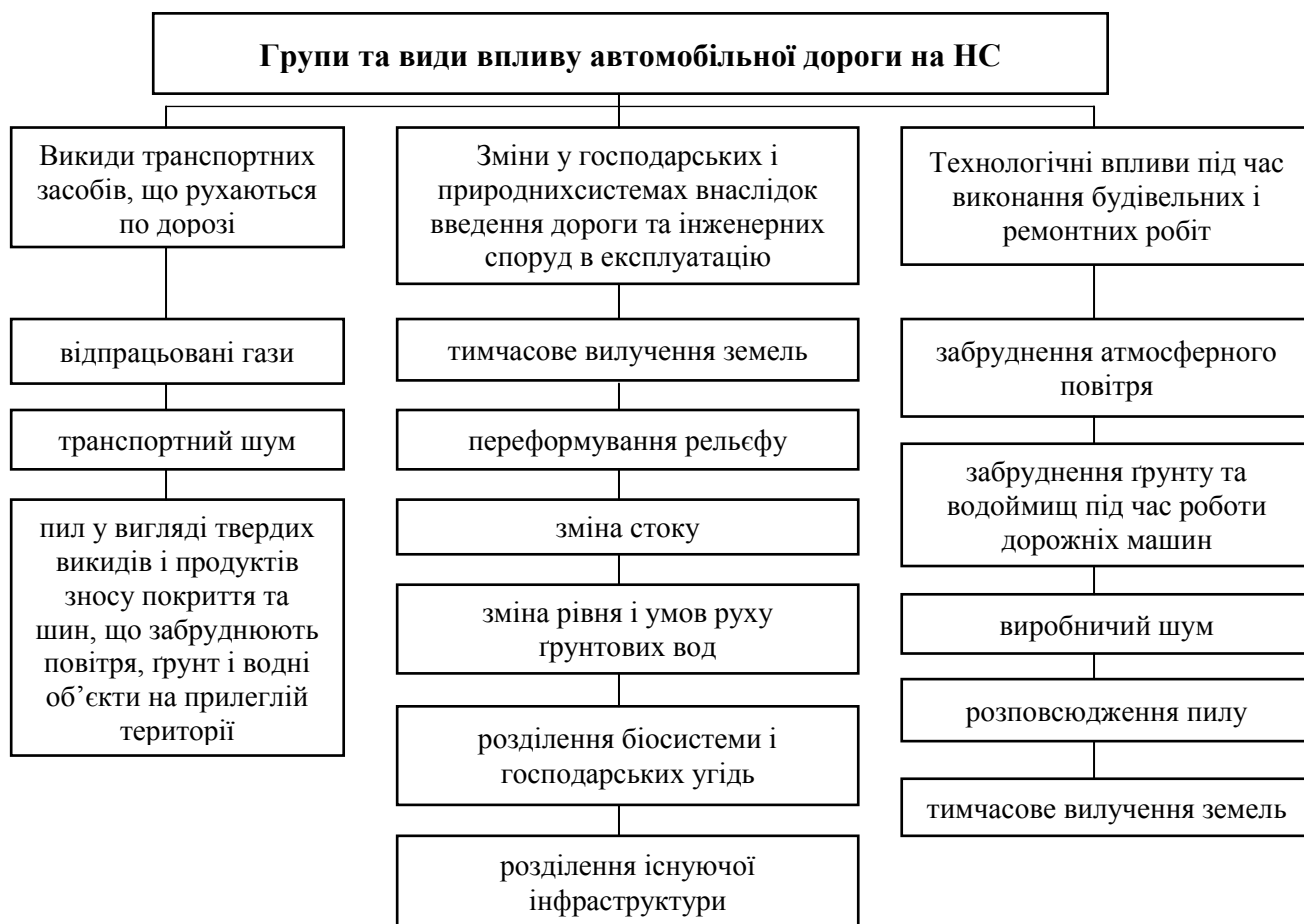 Групи та види впливу автомобільної дороги на НС
Викиди транспортних
засобів, що рухаються
по дорозі
відпрацьовані гази
транспортний шум
пил у вигляді твердих
викидів і продуктів
зносу покриття та
шин, що забруднюють
повітря, ґрунт і водні
об’єкти на прилеглій
території
Зміни у господарських і
природнихсистемах внаслідок
введення дороги та інженерних
споруд в експлуатацію
тимчасове вилучення земель
переформування рельєфу
зміна стоку
зміна рівня і умов руху
ґрунтових вод
розділення біосистеми і
господарських угідь
розділення існуючої
інфраструктури
Технологічні впливи під час
виконання будівельних і
ремонтних робіт
забруднення атмосферного
повітря
забруднення ґрунту та
водоймищ під час роботи
дорожніх машин
виробничий шум
розповсюдження пилу
тимчасове вилучення земель